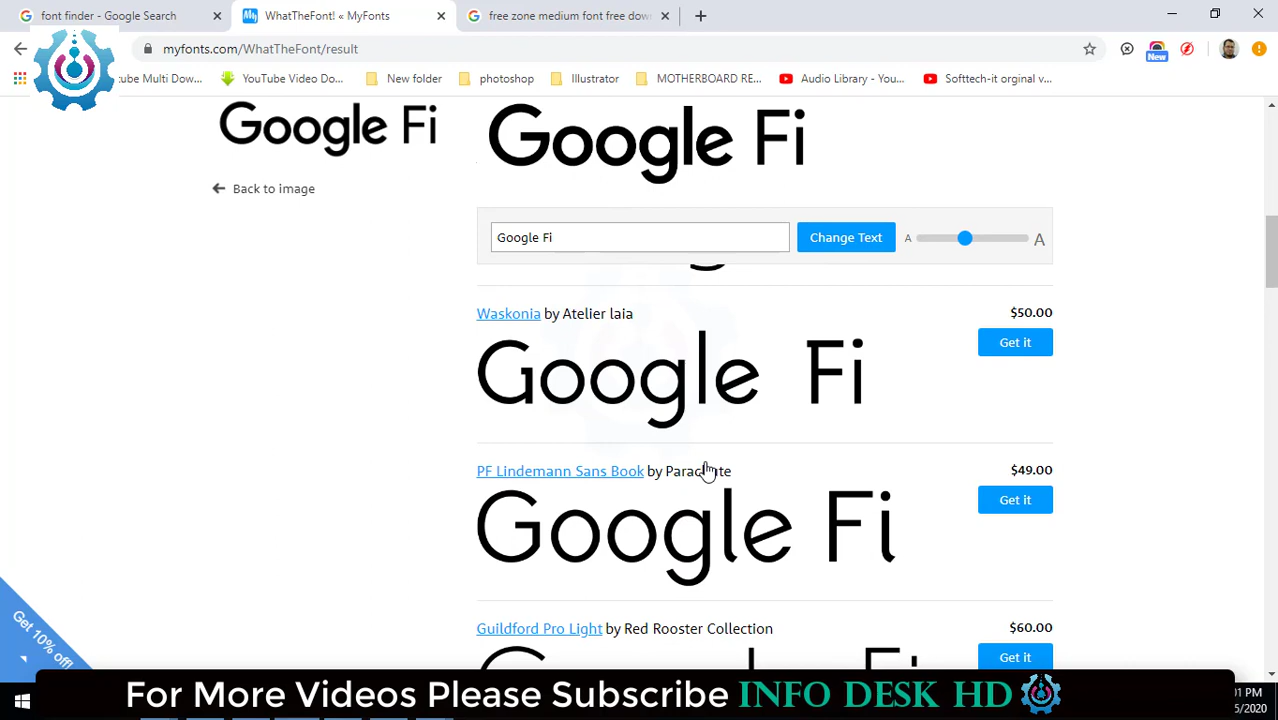 font finder - Google Search
WhatTheFont! « MyFonts
free zone medium font free dow
myfonts.com/WhatTheFont/result
New
ube Multi Dow...
YouTube Video Do...
New folder
photoshop
Illustrator
MOTHERBOARD RE...
Audio Library - You...
Softtech-it orginal v...
Google Fi
Google Fi
Back to image
Google Fi
Change Text
A
A
Waskonia by Atelier laia
$50.00
Get it
Google Fi
PF Lindemann Sans Book by Parachute
$49.00
Get it
Google Fi
Guildford Pro Light by Red Rooster Collection
$60.00
Get it
Get 10% off!
For More Videos Please Subscribe INFO DESK HD
:01 PM
5/2020